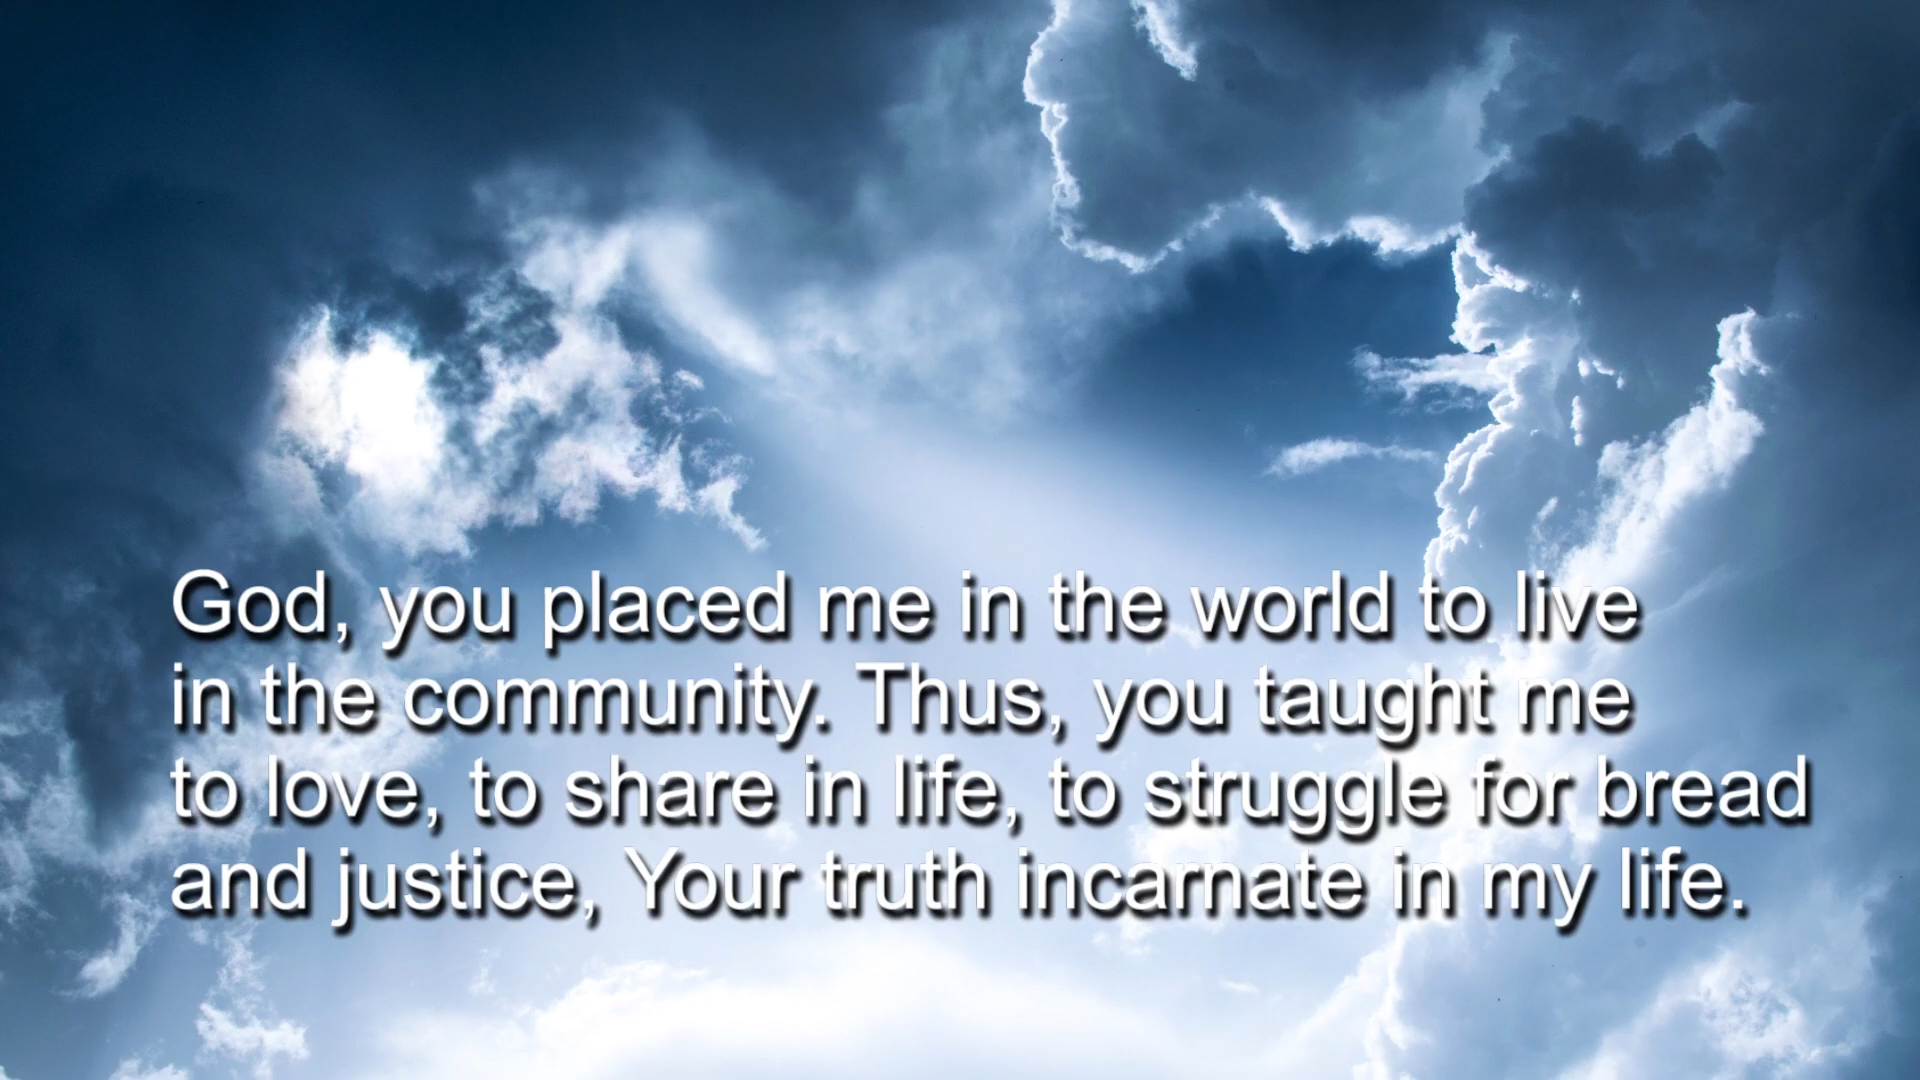 God, you placed me in the world to live
in the community. Thus, you taught me
to love, to share in life, to struggle for bread
and justice, Your truth incarnate in my life.